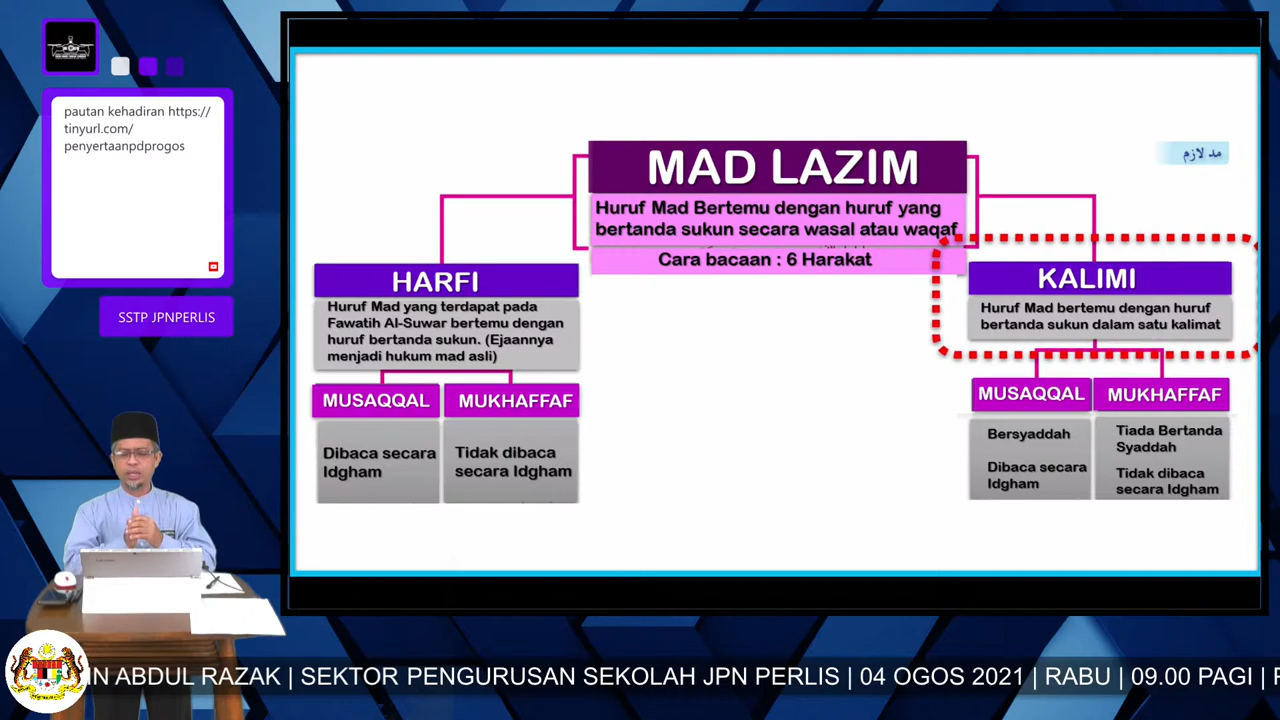 pautan kehadiran https://
tinyurl.com/
penyertaanpdprogos
SSTP JPNPERLIS
MAD LAZIM
Huruf Mad Bertemu dengan huruf yang
bertanda sukun secara wasal atau waqaf
Cara bacaan : 6 Harakat
مد لازم
HARFI
Huruf Mad yang terdapat pada
Fawatih Al-Suwar bertemu dengan
huruf bertanda sukun. (Ejaannya
menjadi hukum mad asli)
MUSAQQAL
MUKHAFFAF
Dibaca secara
Idgham
Tidak dibaca
secara Idgham
KALIMI
Huruf Mad bertemu dengan huruf
bertanda sukun dalam satu kalimat
MUSAQQAL
MUKHAFFAF
Bersyaddah
Dibaca secara
Idgham
Tiada Bertanda
Syaddah
Tidak dibaca
secara Idgham
IN ABDUL RAZAK | SEKTOR PENGURUSAN SEKOLAH JPN PERLIS | 04 OGOS 2021 | RABU | 09.00 PAGI |